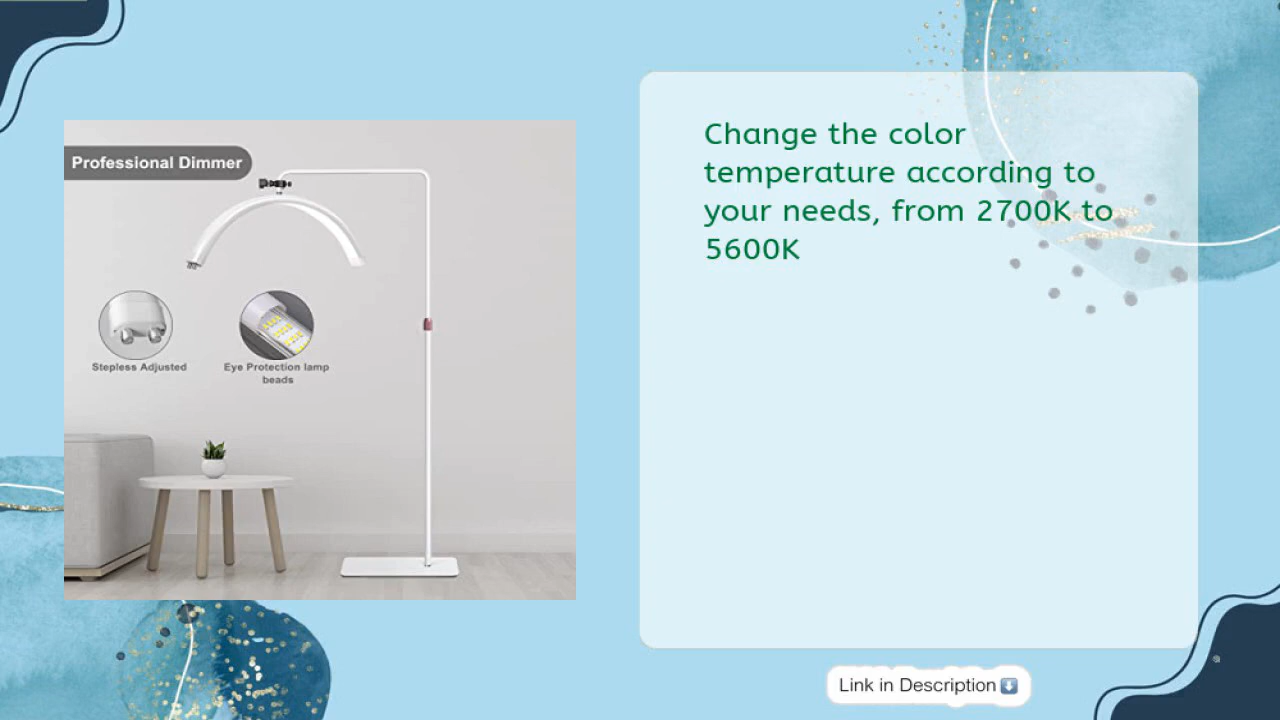 Professional Dimmer
Stepless Adjusted
Eye Protection lamp
beads
Change the color
temperature according to
your needs, from 2700K to
5600K
Link in Description⬇️